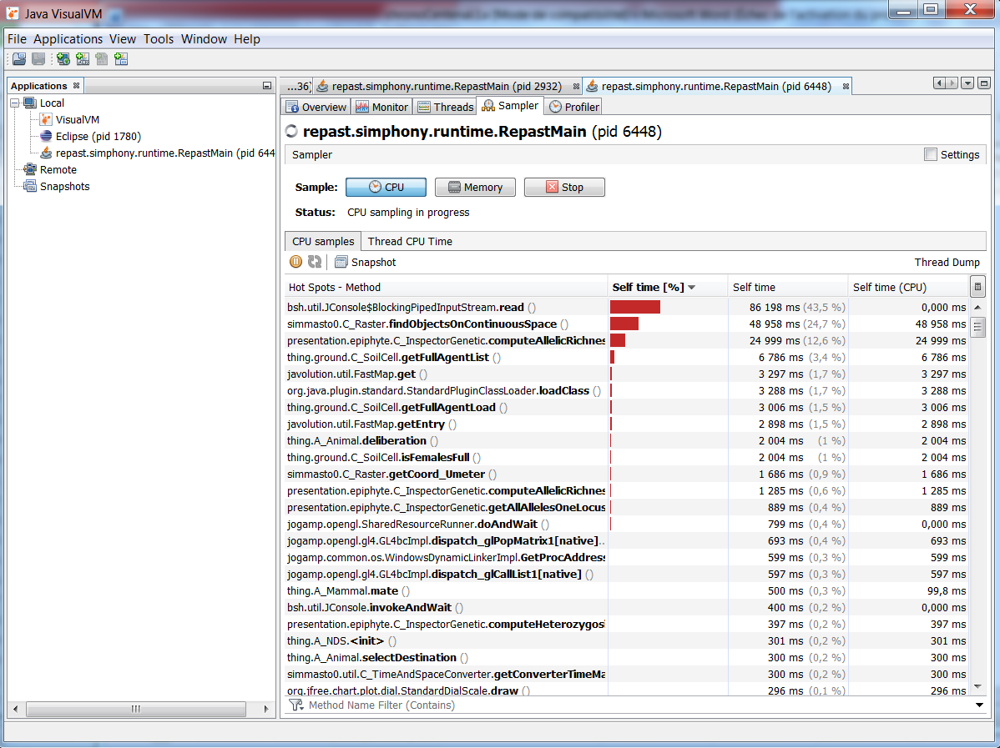 Java VisualVM
File Applications View Tools Window Help
Applications
...36) repast.simphony.runtime.RepastMain (pid 2932) repast.simphony.runtime.RepastMain (pid 6448)
Local
VisualVM
Eclipse (pid 1780)
repast.simphony.runtime.RepastMain (pid 644
Remote
Snapshots
Overview Monitor Threads Sampler Profiler
repast.simphony.runtime.RepastMain (pid 6448)
Sampler Settings
Sample: CPU Memory Stop
Status: CPU sampling in progress
CPU samples Thread CPU Time
Snapshot Thread Dump
Hot Spots - Method Self time [%] Self time Self time (CPU)
bsh.util.JConsole$BlockingPipedInputStream.read () 86 198 ms (43,5 %) 0,000 ms
simmasto0.C_Raster.findObjectsOnContinuousSpace () 48 958 ms (24,7 %) 48 958 ms
presentation.epiphyte.C_InspectorGenetic.computeAllelicRichnes 24 999 ms (12,6 %) 24 999 ms
thing.ground.C_SoilCell.getFullAgentList () 6 786 ms (3,4 %) 6 786 ms
javolution.util.FastMap.get () 3 297 ms (1,7 %) 3 297 ms
org.java.plugin.standard.StandardPluginClassLoader.loadClass () 3 288 ms (1,7 %) 3 288 ms
thing.ground.C_SoilCell.getFullAgentLoad () 3 006 ms (1,5 %) 3 006 ms
javolution.util.FastMap.getEntry () 2 898 ms (1,5 %) 2 898 ms
thing.A_Animal.deliberation () 2 004 ms (1 %) 2 004 ms
thing.ground.C_SoilCell.isFemalesFull () 2 004 ms (1 %) 2 004 ms
simmasto0.C_Raster.getCoord_Umeter () 1 686 ms (0,9 %) 1 686 ms
presentation.epiphyte.C_InspectorGenetic.computeAllelicRichnes 1 285 ms (0,6 %) 1 285 ms
presentation.epiphyte.C_InspectorGenetic.getAllAllelesOneLocus 889 ms (0,4 %) 889 ms
jogamp.opengl.SharedResourceRunner.doAndWait () 799 ms (0,4 %) 0,000 ms
jogamp.opengl.gl4.GL4bcImpl.dispatch_glPopMatrix1[native]... 693 ms (0,4 %) 693 ms
jogamp.common.os.WindowsDynamicLinkerImpl.GetProcAddress 599 ms (0,3 %) 599 ms
jogamp.opengl.gl4.GL4bcImpl.dispatch_glCallList1[native] () 597 ms (0,3 %) 597 ms
thing.A_Mammal.mate () 500 ms (0,3 %) 99,8 ms
bsh.util.JConsole.invokeAndWait () 400 ms (0,2 %) 0,000 ms
presentation.epiphyte.C_InspectorGenetic.computeHeterozygosi 397 ms (0,2 %) 397 ms
thing.A_NDS.<init> () 301 ms (0,2 %) 301 ms
thing.A_Animal.selectDestination () 300 ms (0,2 %) 300 ms
simmasto0.util.C_TimeAndSpaceConverter.getConverterTimeMa 300 ms (0,2 %) 300 ms
org.jfree.chart.plot.dial.StandardDialScale.draw () 296 ms (0,1 %) 296 ms
Method Name Filter (Contains)